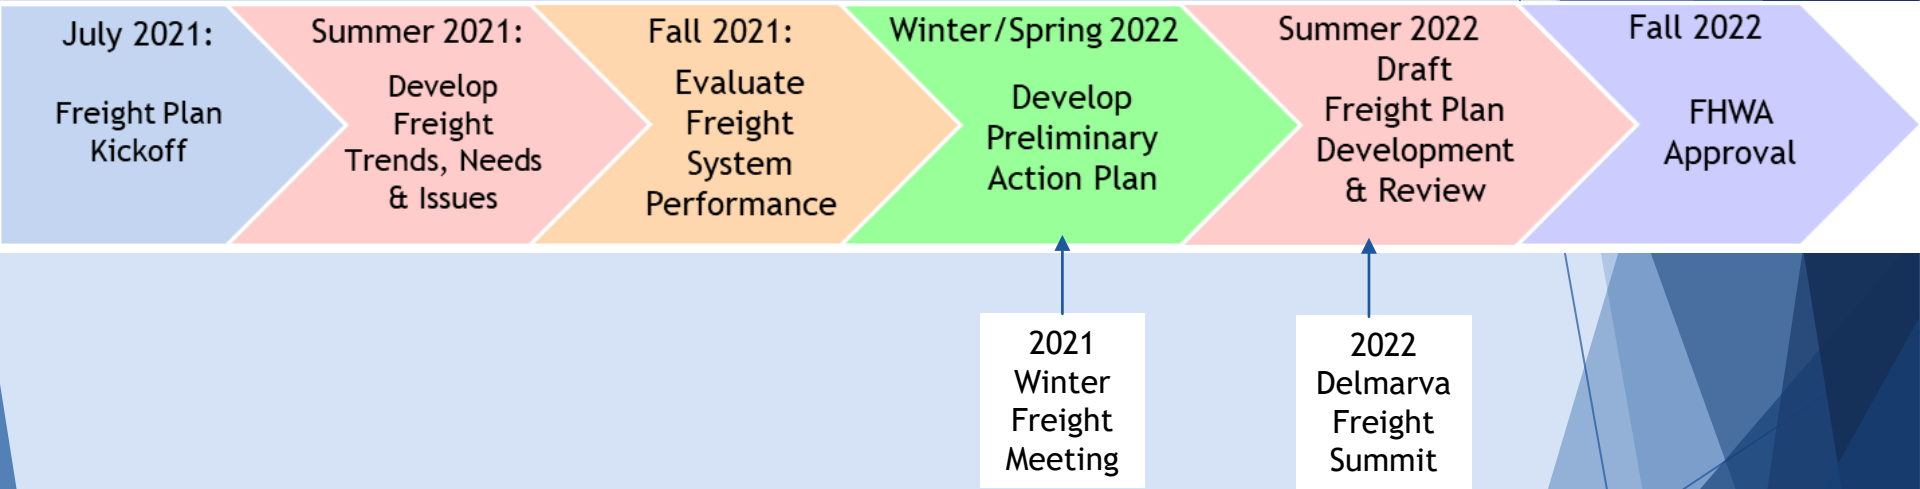 July 2021:
Freight Plan
Kickoff
Summer 2021:
Develop
Freight
Trends, Needs
& Issues
Fall 2021:
Evaluate
Freight
System
Performance
Winter/Spring 2022
Develop
Preliminary
Action Plan
Summer 2022
Draft
Freight Plan
Development
& Review
Fall 2022
FHWA
Approval
2021
Winter
Freight
Meeting
2022
Delmarva
Freight
Summit